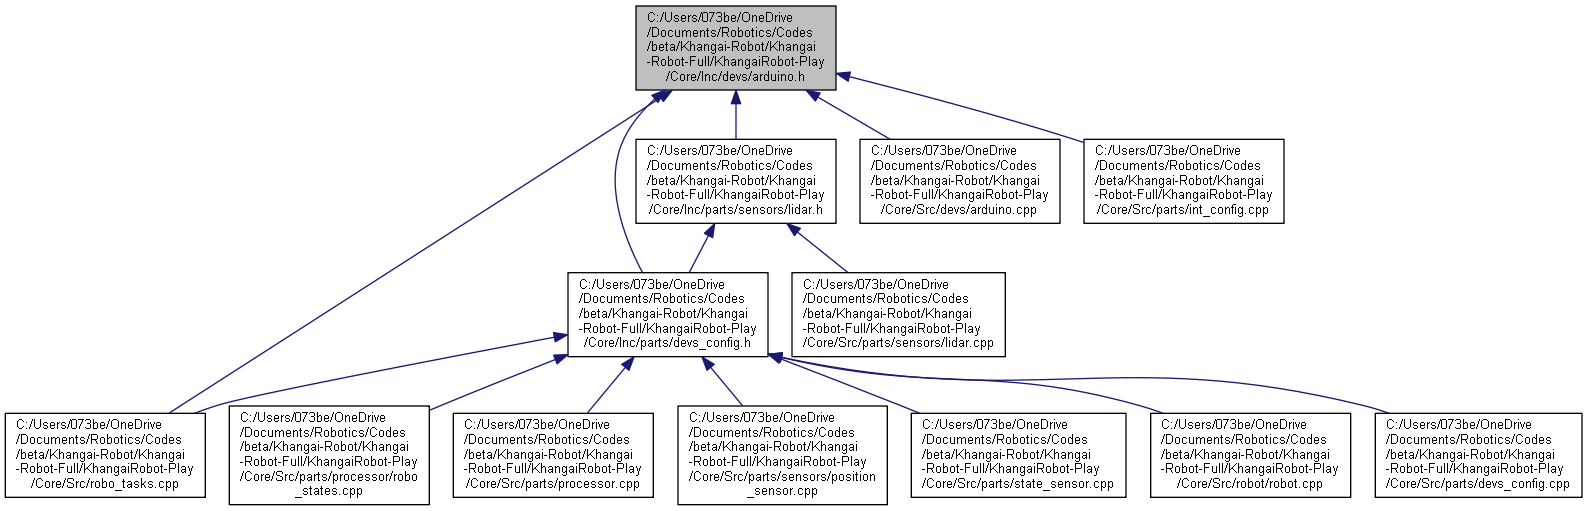 C:/Users/073be/OneDrive
/Documents/Robotics/Codes
/beta/Khangai-Robot/Khangai
-Robot-Full/KhangaiRobot-Play
/Core/Inc/devs/arduino.h
C:/Users/073be/OneDrive
/Documents/Robotics/Codes
/beta/Khangai-Robot/Khangai
-Robot-Full/KhangaiRobot-Play
/Core/Inc/parts/sensors/lidar.h
C:/Users/073be/OneDrive
/Documents/Robotics/Codes
/beta/Khangai-Robot/Khangai
-Robot-Full/KhangaiRobot-Play
/Core/Src/devs/arduino.cpp
C:/Users/073be/OneDrive
/Documents/Robotics/Codes
/beta/Khangai-Robot/Khangai
-Robot-Full/KhangaiRobot-Play
/Core/Src/parts/int_config.cpp
C:/Users/073be/OneDrive
/Documents/Robotics/Codes
/beta/Khangai-Robot/Khangai
-Robot-Full/KhangaiRobot-Play
/Core/Inc/parts/devs_config.h
C:/Users/073be/OneDrive
/Documents/Robotics/Codes
/beta/Khangai-Robot/Khangai
-Robot-Full/KhangaiRobot-Play
/Core/Src/parts/sensors/lidar.cpp
C:/Users/073be/OneDrive
/Documents/Robotics/Codes
/beta/Khangai-Robot/Khangai
-Robot-Full/KhangaiRobot-Play
/Core/Src/robo_tasks.cpp
C:/Users/073be/OneDrive
/Documents/Robotics/Codes
/beta/Khangai-Robot/Khangai
-Robot-Full/KhangaiRobot-Play
/Core/Src/parts/processor/robo
_states.cpp
C:/Users/073be/OneDrive
/Documents/Robotics/Codes
/beta/Khangai-Robot/Khangai
-Robot-Full/KhangaiRobot-Play
/Core/Src/parts/processor.cpp
C:/Users/073be/OneDrive
/Documents/Robotics/Codes
/beta/Khangai-Robot/Khangai
-Robot-Full/KhangaiRobot-Play
/Core/Src/parts/sensors/position
_sensor.cpp
C:/Users/073be/OneDrive
/Documents/Robotics/Codes
/beta/Khangai-Robot/Khangai
-Robot-Full/KhangaiRobot-Play
/Core/Src/parts/state_sensor.cpp
C:/Users/073be/OneDrive
/Documents/Robotics/Codes
/beta/Khangai-Robot/Khangai
-Robot-Full/KhangaiRobot-Play
/Core/Src/robot/robot.cpp
C:/Users/073be/OneDrive
/Documents/Robotics/Codes
/beta/Khangai-Robot/Khangai
-Robot-Full/KhangaiRobot-Play
/Core/Src/parts/devs_config.cpp